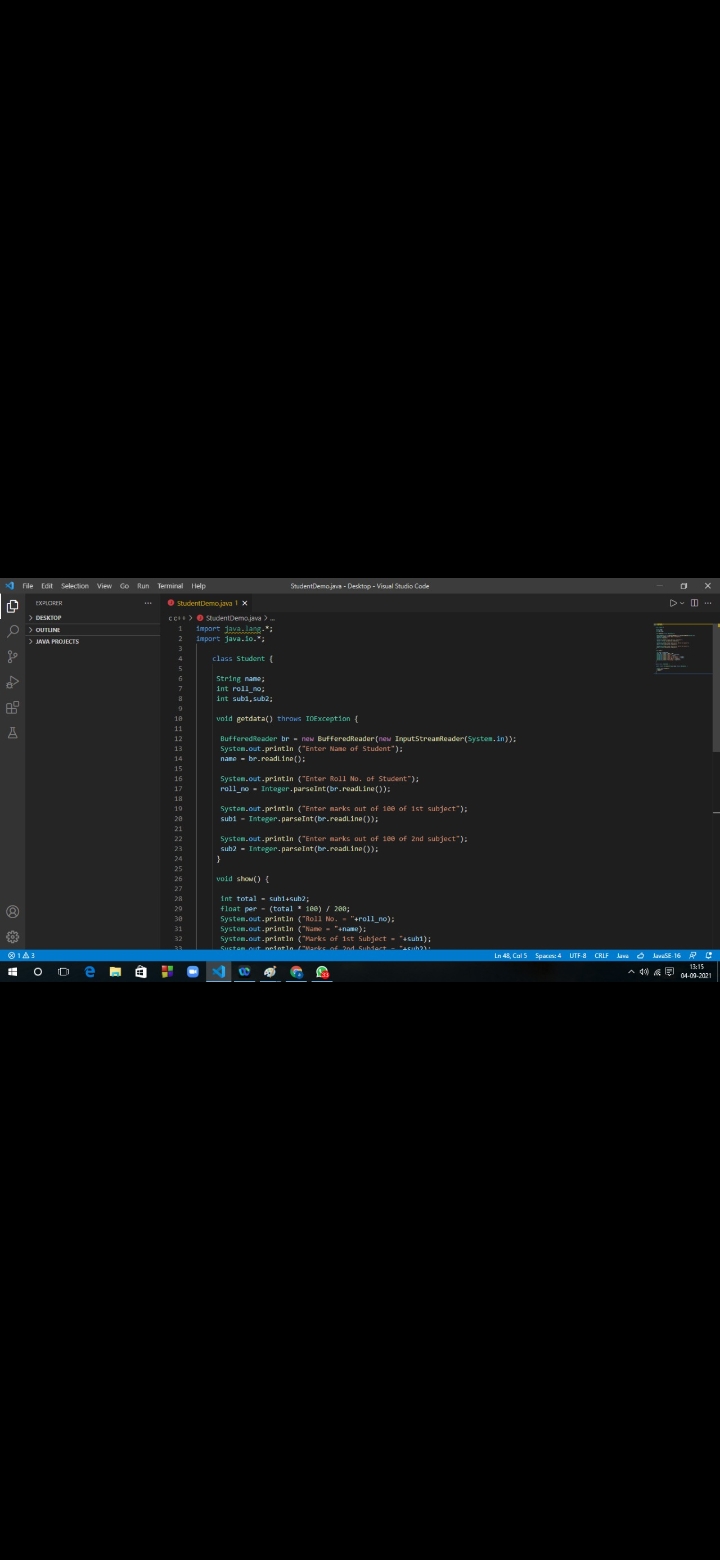 File Edit Selection View Go Run Terminal Help StudentDemo.java - Desktop - Visual Studio Code
EXPLORER ...
DESKTOP
OUTLINE
JAVA PROJECTS
StudentDemo.java 1
c c++ > StudentDemo.java > ...
1 import java.lang.*;
2 import java.io.*;
3
4 class Student {
5
6 String name;
7 int roll_no;
8 int sub1,sub2;
9
10 void getdata() throws IOException {
11
12 BufferedReader br = new BufferedReader(new InputStreamReader(System.in));
13 System.out.println ("Enter Name of Student");
14 name = br.readLine();
15
16 System.out.println ("Enter Roll No. of Student");
17 roll_no = Integer.parseInt(br.readLine());
18
19 System.out.println ("Enter marks out of 100 of 1st subject");
20 sub1 = Integer.parseInt(br.readLine());
21
22 System.out.println ("Enter marks out of 100 of 2nd subject");
23 sub2 = Integer.parseInt(br.readLine());
24 }
25
26 void show() {
27
28 int total = sub1+sub2;
29 float per = (total * 100) / 200;
30 System.out.println ("Roll No. = "+roll_no);
31 System.out.println ("Name = "+name);
32 System.out.println ("Marks of 1st Subject = "+sub1);
33 System.out.println ("Marks of 2nd Subject = "+sub2);
1 3 Ln 48, Col 5 Spaces: 4 UTF-8 CRLF Java JavaSE-16
13:15
04-09-2021